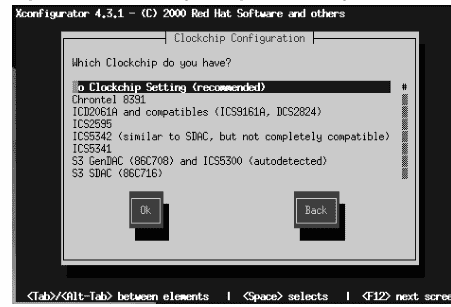 Xconfigurator 4.3.1 - (C) 2000 Red Hat Software and others
Clockchip Configuration
Which Clockchip do you have?
o Clockchip Setting (recommended)
Chrontel 8391
ICD2061A and compatibles (ICS9161A, DCS2824)
ICS2595
ICS5342 (similar to SDAC, but not completely compatible)
ICS5341
S3 GenDAC (86C708) and ICS5300 (autodetected)
S3 SDAC (86C716)
Ok Back
<Tab>/<Alt-Tab> between elements | <Space> selects | <F12> next scree